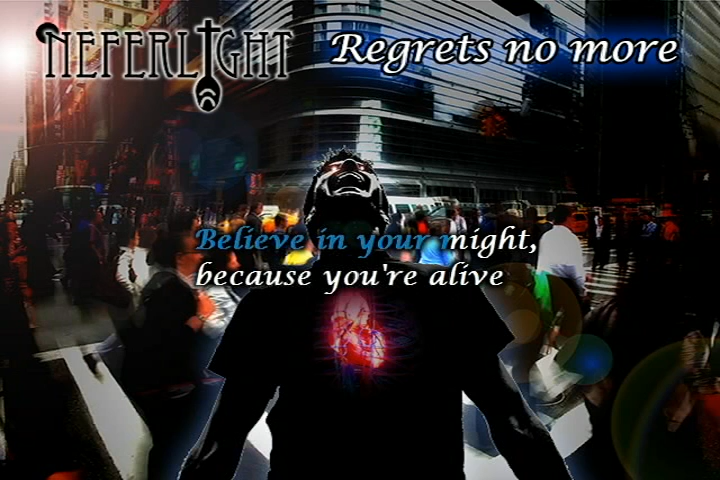 NEFERLIGHT
Regrets no more
Believe in your might,
because you're alive